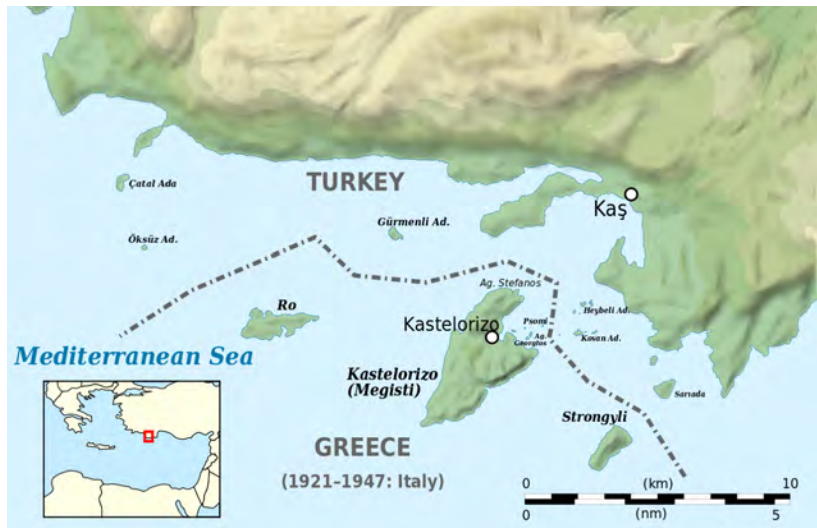 TURKEY
Çatal Ada
Kaş
Gürmenli Ad.
Öksüz Ad.
Ag. Stefanos
Ro
Heybeli Ad.
Psomi
Kastelorizo
Ag.
Georgios
Kovan Ad.
Mediterranean Sea
Kastelorizo
(Megisti)
Sarıada
Strongyli
GREECE
(1921–1947: Italy)
0 (km) 10
0 (nm) 5